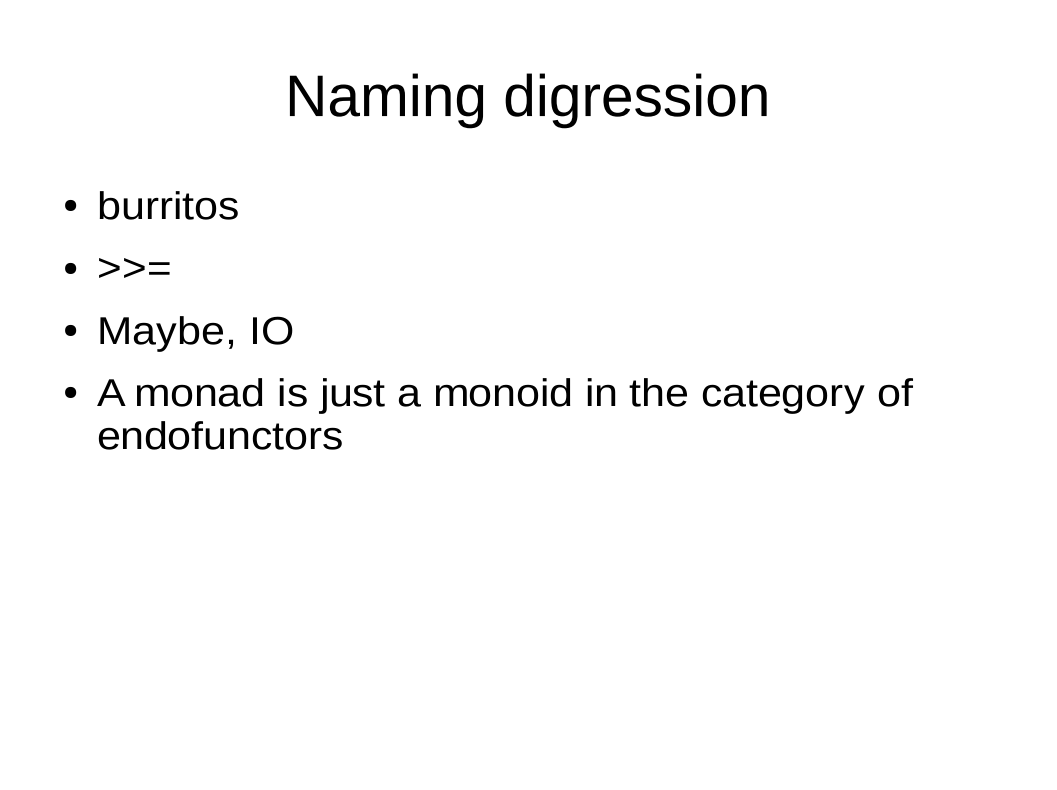 Naming digression
• burritos
• >>=
• Maybe, IO
• A monad is just a monoid in the category of
endofunctors